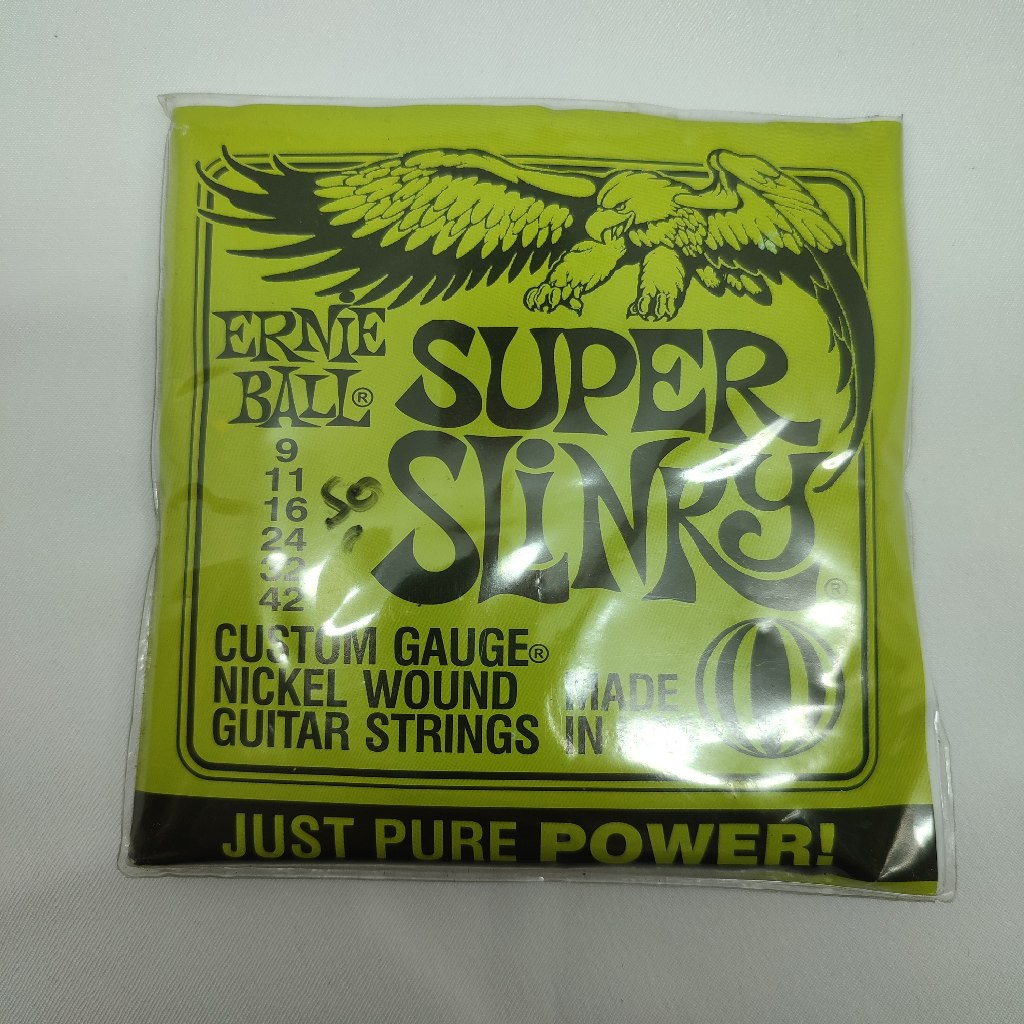 ERNiE
BALL®
SUPER
SLiNKY®
9
11
16
24
32
42
CUSTOM GAUGE®
NICKEL WOUND
GUITAR STRINGS
MADE
IN
JUST PURE POWER!